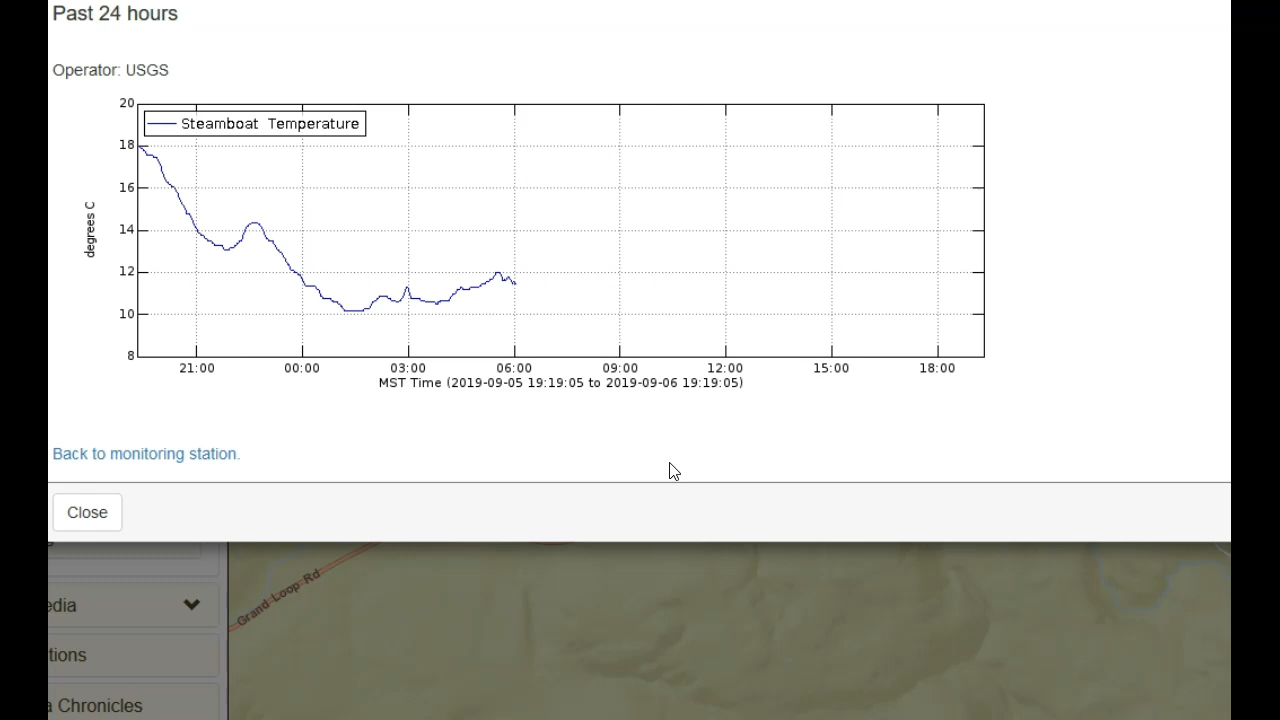 Past 24 hours
Operator: USGS
Steamboat Temperature
degrees C
20
18
16
14
12
10
8
21:00 00:00 03:00 06:00 09:00 12:00 15:00 18:00
MST Time (2019-09-05 19:19:05 to 2019-09-06 19:19:05)
Back to monitoring station.
Close
Grand Loop Rd
edia
tions
a Chronicles